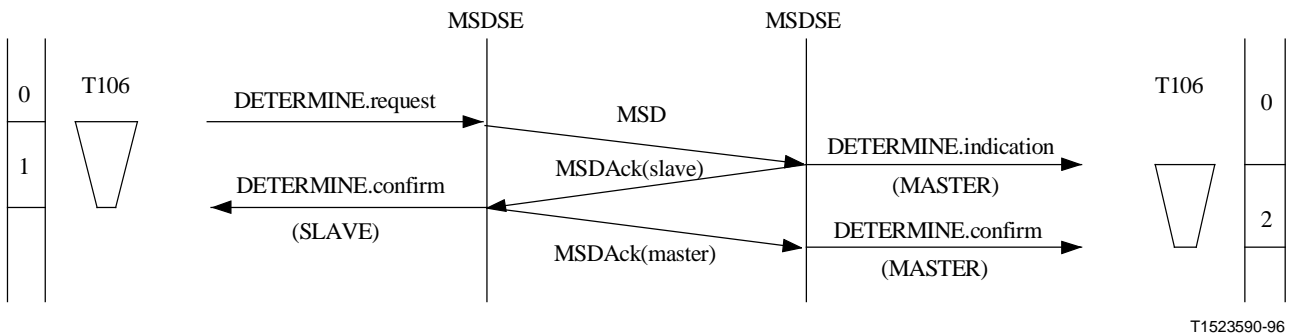 MSDSE
MSDSE
T106
T106
0
0
DETERMINE.request
MSD
DETERMINE.indication
1
MSDAck(slave)
DETERMINE.confirm
(MASTER)
(SLAVE)
2
DETERMINE.confirm
MSDAck(master)
(MASTER)
T1523590-96